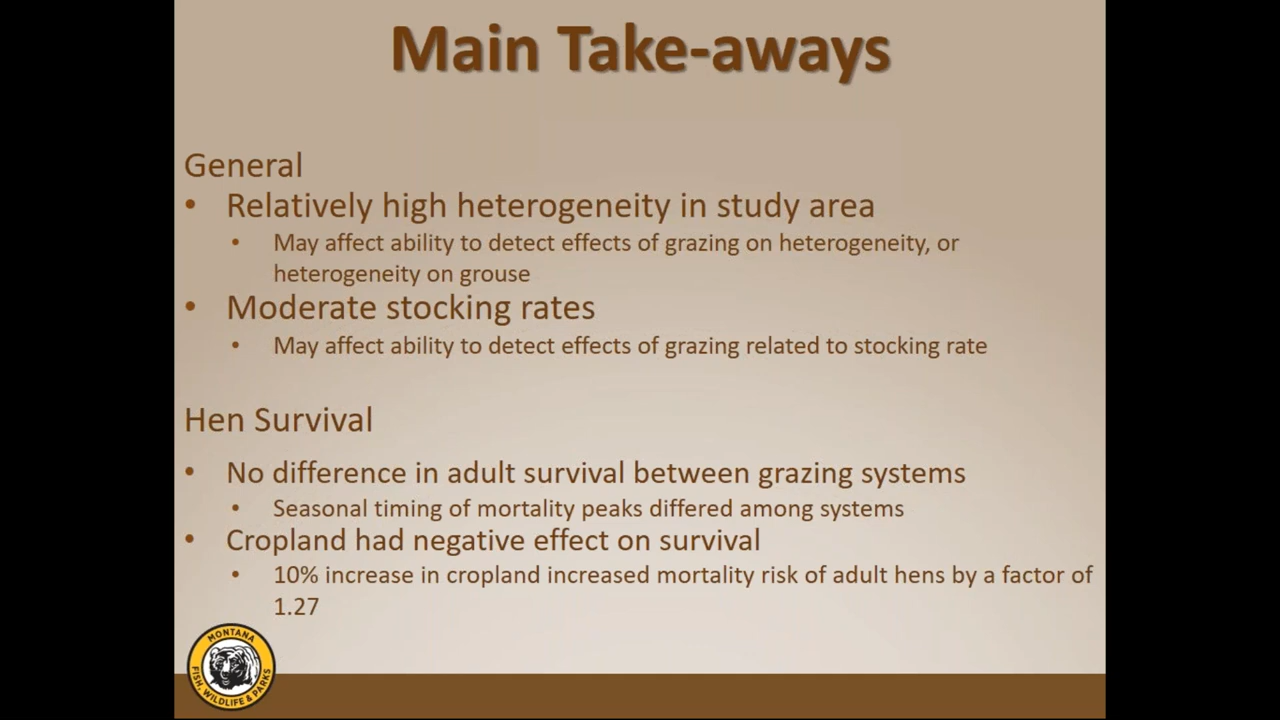 Main Take-aways
General
• Relatively high heterogeneity in study area
• May affect ability to detect effects of grazing on heterogeneity, or
heterogeneity on grouse
• Moderate stocking rates
• May affect ability to detect effects of grazing related to stocking rate
Hen Survival
• No difference in adult survival between grazing systems
• Seasonal timing of mortality peaks differed among systems
• Cropland had negative effect on survival
• 10% increase in cropland increased mortality risk of adult hens by a factor of
1.27
MONTANA
FISH, WILDLIFE & PARKS